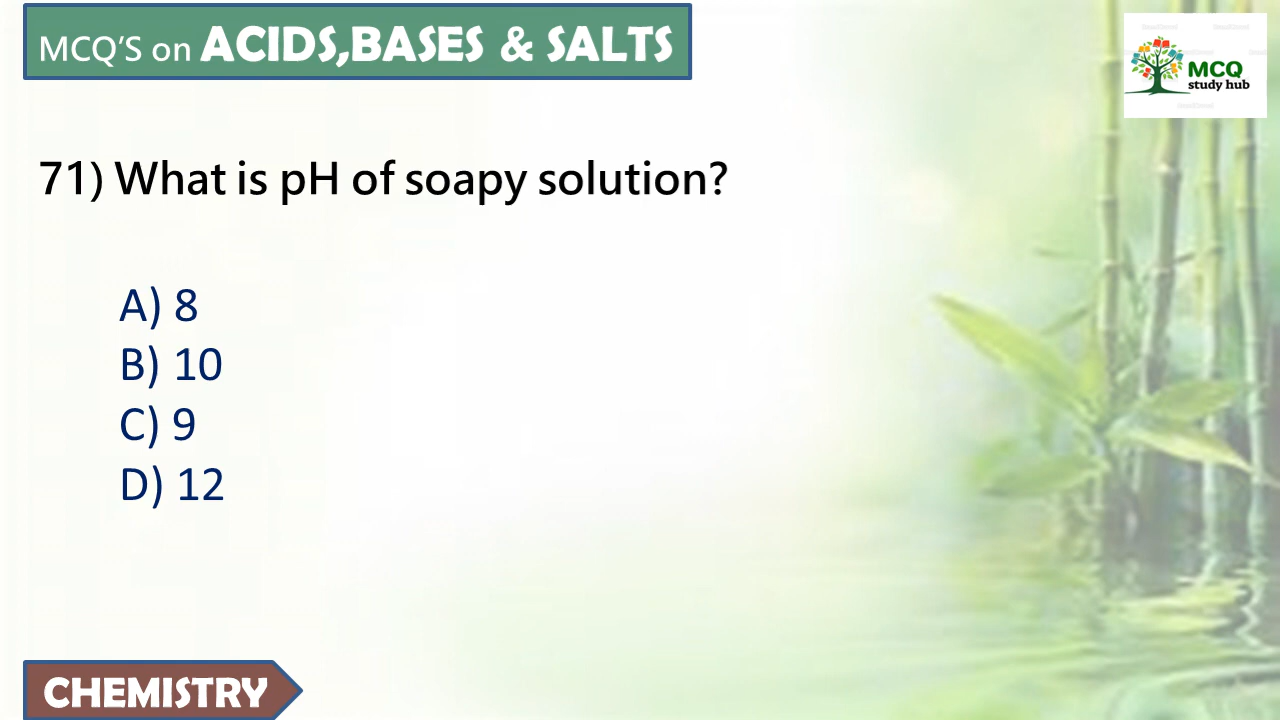 MCQ'S on ACIDS,BASES & SALTS
MCQ
study hub
71) What is pH of soapy solution?
A) 8
B) 10
C) 9
D) 12
CHEMISTRY